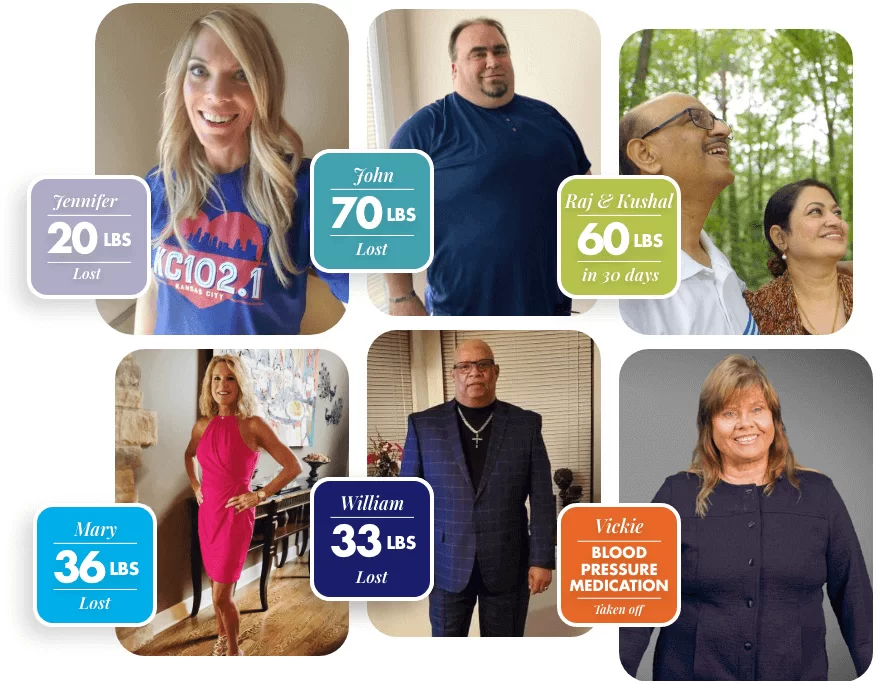 Jennifer
20 LBS
Lost
KC102.1
KANSAS CITY
John
70 LBS
Lost
Raj & Kushal
60 LBS
in 30 days
Mary
36 LBS
Lost
William
33 LBS
Lost
Vickie
BLOOD
PRESSURE
MEDICATION
Taken off